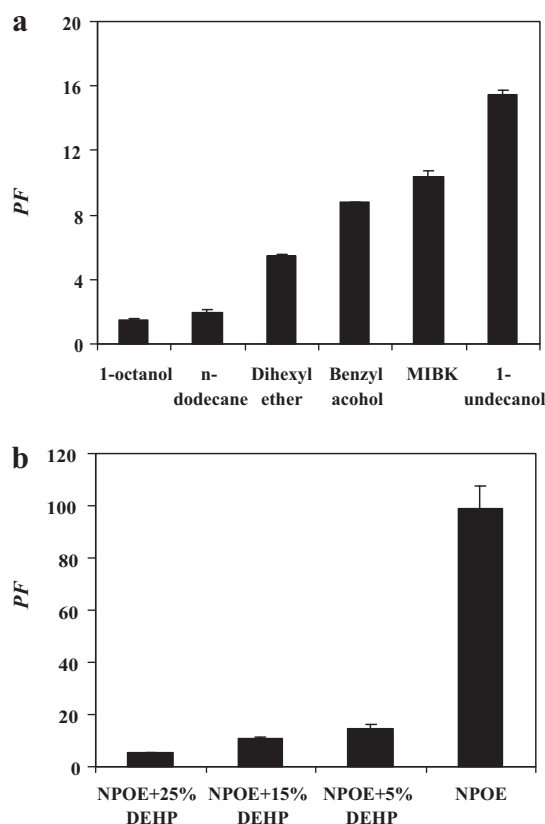 a
20
16
12
8
4
0
PF
1-octanol n- Dihexyl Benzyl MIBK 1-
dodecane ether acohol undecanol
b
120
100
80
60
40
20
0
PF
NPOE+25% NPOE+15% NPOE+5% NPOE
DEHP DEHP DEHP